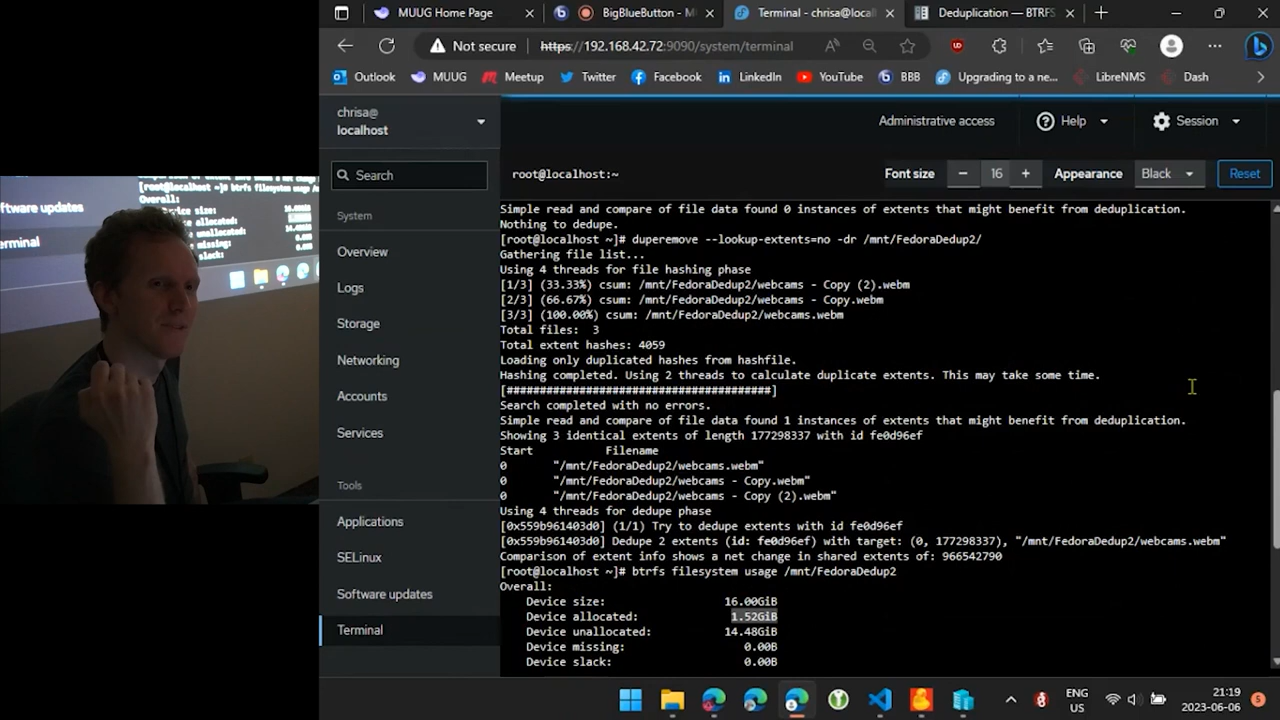 MUUG Home Page
BigBlueButton - M
Terminal - chrisa@local
Deduplication — BTRFS
Not secure
https://192.168.42.72:9090/system/terminal
Outlook
MUUG
Meetup
Twitter
Facebook
LinkedIn
YouTube
BBB
Upgrading to a ne...
LibreNMS
Dash
chrisa@
localhost
Administrative access
Help
Session
Search
root@localhost:~
Font size
16
Appearance
Black
Reset
System
Overview
Logs
Storage
Networking
Accounts
Services
Tools
Applications
SELinux
Software updates
Terminal
Simple read and compare of file data found 0 instances of extents that might benefit from deduplication.
Nothing to dedupe.
[root@localhost ~]# duperemove --lookup-extents=no -dr /mnt/FedoraDedup2/
Gathering file list...
Using 4 threads for file hashing phase
[1/3] (33.33%) csum: /mnt/FedoraDedup2/webcams - Copy (2).webm
[2/3] (66.67%) csum: /mnt/FedoraDedup2/webcams - Copy.webm
[3/3] (100.00%) csum: /mnt/FedoraDedup2/webcams.webm
Total files:  3
Total extent hashes: 4059
Loading only duplicated hashes from hashfile.
Hashing completed. Using 2 threads to calculate duplicate extents. This may take some time.
[########################################]
Search completed with no errors.
Simple read and compare of file data found 1 instances of extents that might benefit from deduplication.
Showing 3 identical extents of length 177298337 with id fe0d96ef
Start Filename
0 "/mnt/FedoraDedup2/webcams.webm"
0 "/mnt/FedoraDedup2/webcams - Copy.webm"
0 "/mnt/FedoraDedup2/webcams - Copy (2).webm"
Using 4 threads for dedupe phase
[0x559b961403d0] (1/1) Try to dedupe extents with id fe0d96ef
[0x559b961403d0] Dedupe 2 extents (id: fe0d96ef) with target: (0, 177298337), "/mnt/FedoraDedup2/webcams.webm"
Comparison of extent info shows a net change in shared extents of: 966542790
[root@localhost ~]# btrfs filesystem usage /mnt/FedoraDedup2
Overall:
Device size: 16.00GiB
Device allocated: 1.52GiB
Device unallocated: 14.48GiB
Device missing: 0.00B
Device slack: 0.00B
ENG
US
21:19
2023-06-06
5